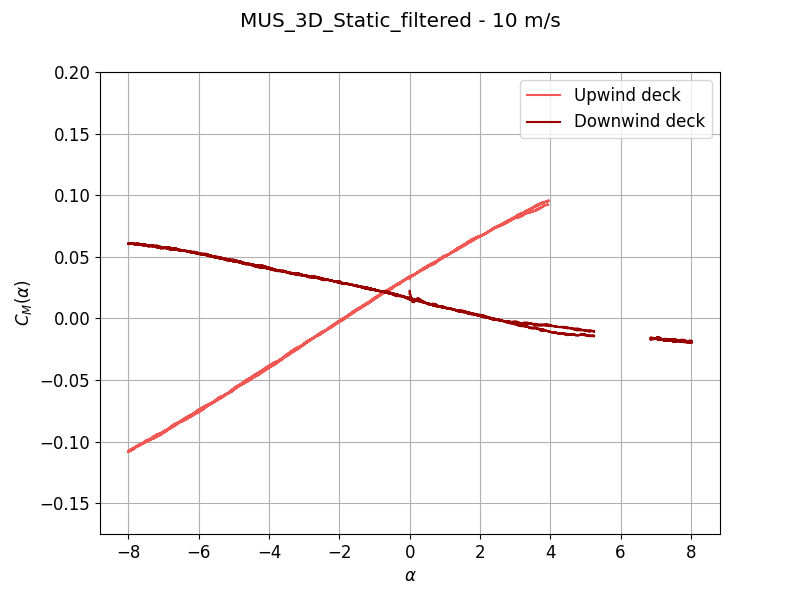 MUS_3D_Static_filtered - 10 m/s
0.20
0.15
0.10
0.05
0.00
−0.05
−0.10
−0.15
C_M(α)
Upwind deck
Downwind deck
−8 −6 −4 −2 0 2 4 6 8
α